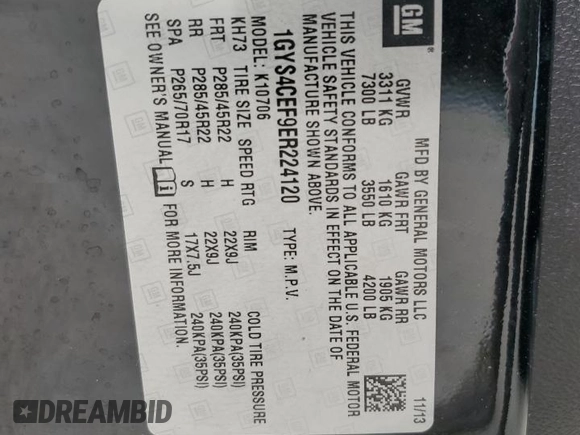 GM®
MFD BY GENERAL MOTORS LLC 11/13
GVWR GAWR FRT GAWR RR
3311 KG 1610 KG 1905 KG
7300 LB 3550 LB 4200 LB
THIS VEHICLE CONFORMS TO ALL APPLICABLE U.S. FEDERAL MOTOR
VEHICLE SAFETY STANDARDS IN EFFECT ON THE DATE OF
MANUFACTURE SHOWN ABOVE.
1GYS4CEF9ER224120 TYPE: M.P.V.
MODEL: K10706
KH73 TIRE SIZE SPEED RTG RIM COLD TIRE PRESSURE
FRT P285/45R22 H 22X9J 240KPA(35PSI)
RR P285/45R22 H 22X9J 240KPA(35PSI)
SPA P265/70R17 S 17X7.5J 240KPA(35PSI)
SEE OWNER'S MANUAL FOR MORE INFORMATION.
DREAMBID